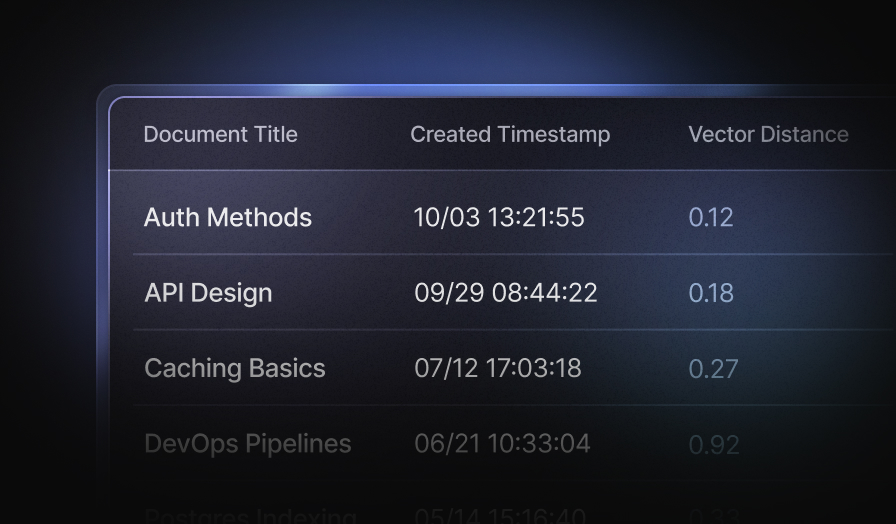 Document Title Created Timestamp Vector Distance
Auth Methods 10/03 13:21:55 0.12
API Design 09/29 08:44:22 0.18
Caching Basics 07/12 17:03:18 0.27
DevOps Pipelines 06/21 10:33:04 0.92
Postgres Indexing 05/14 15:16:40